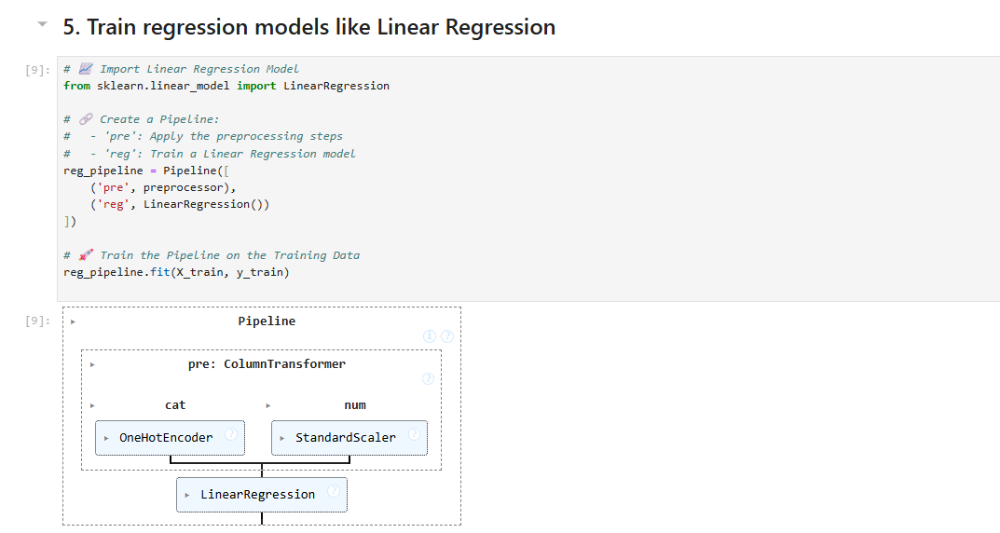 5. Train regression models like Linear Regression
[9]:
# 📈 Import Linear Regression Model
from sklearn.linear_model import LinearRegression
# 🔗 Create a Pipeline:
#   - 'pre': Apply the preprocessing steps
#   - 'reg': Train a Linear Regression model
reg_pipeline = Pipeline([
    ('pre', preprocessor),
    ('reg', LinearRegression())
])
# 🚀 Train the Pipeline on the Training Data
reg_pipeline.fit(X_train, y_train)
[9]:
Pipeline
i ?
pre: ColumnTransformer
?
cat
num
OneHotEncoder ?
StandardScaler ?
LinearRegression ?